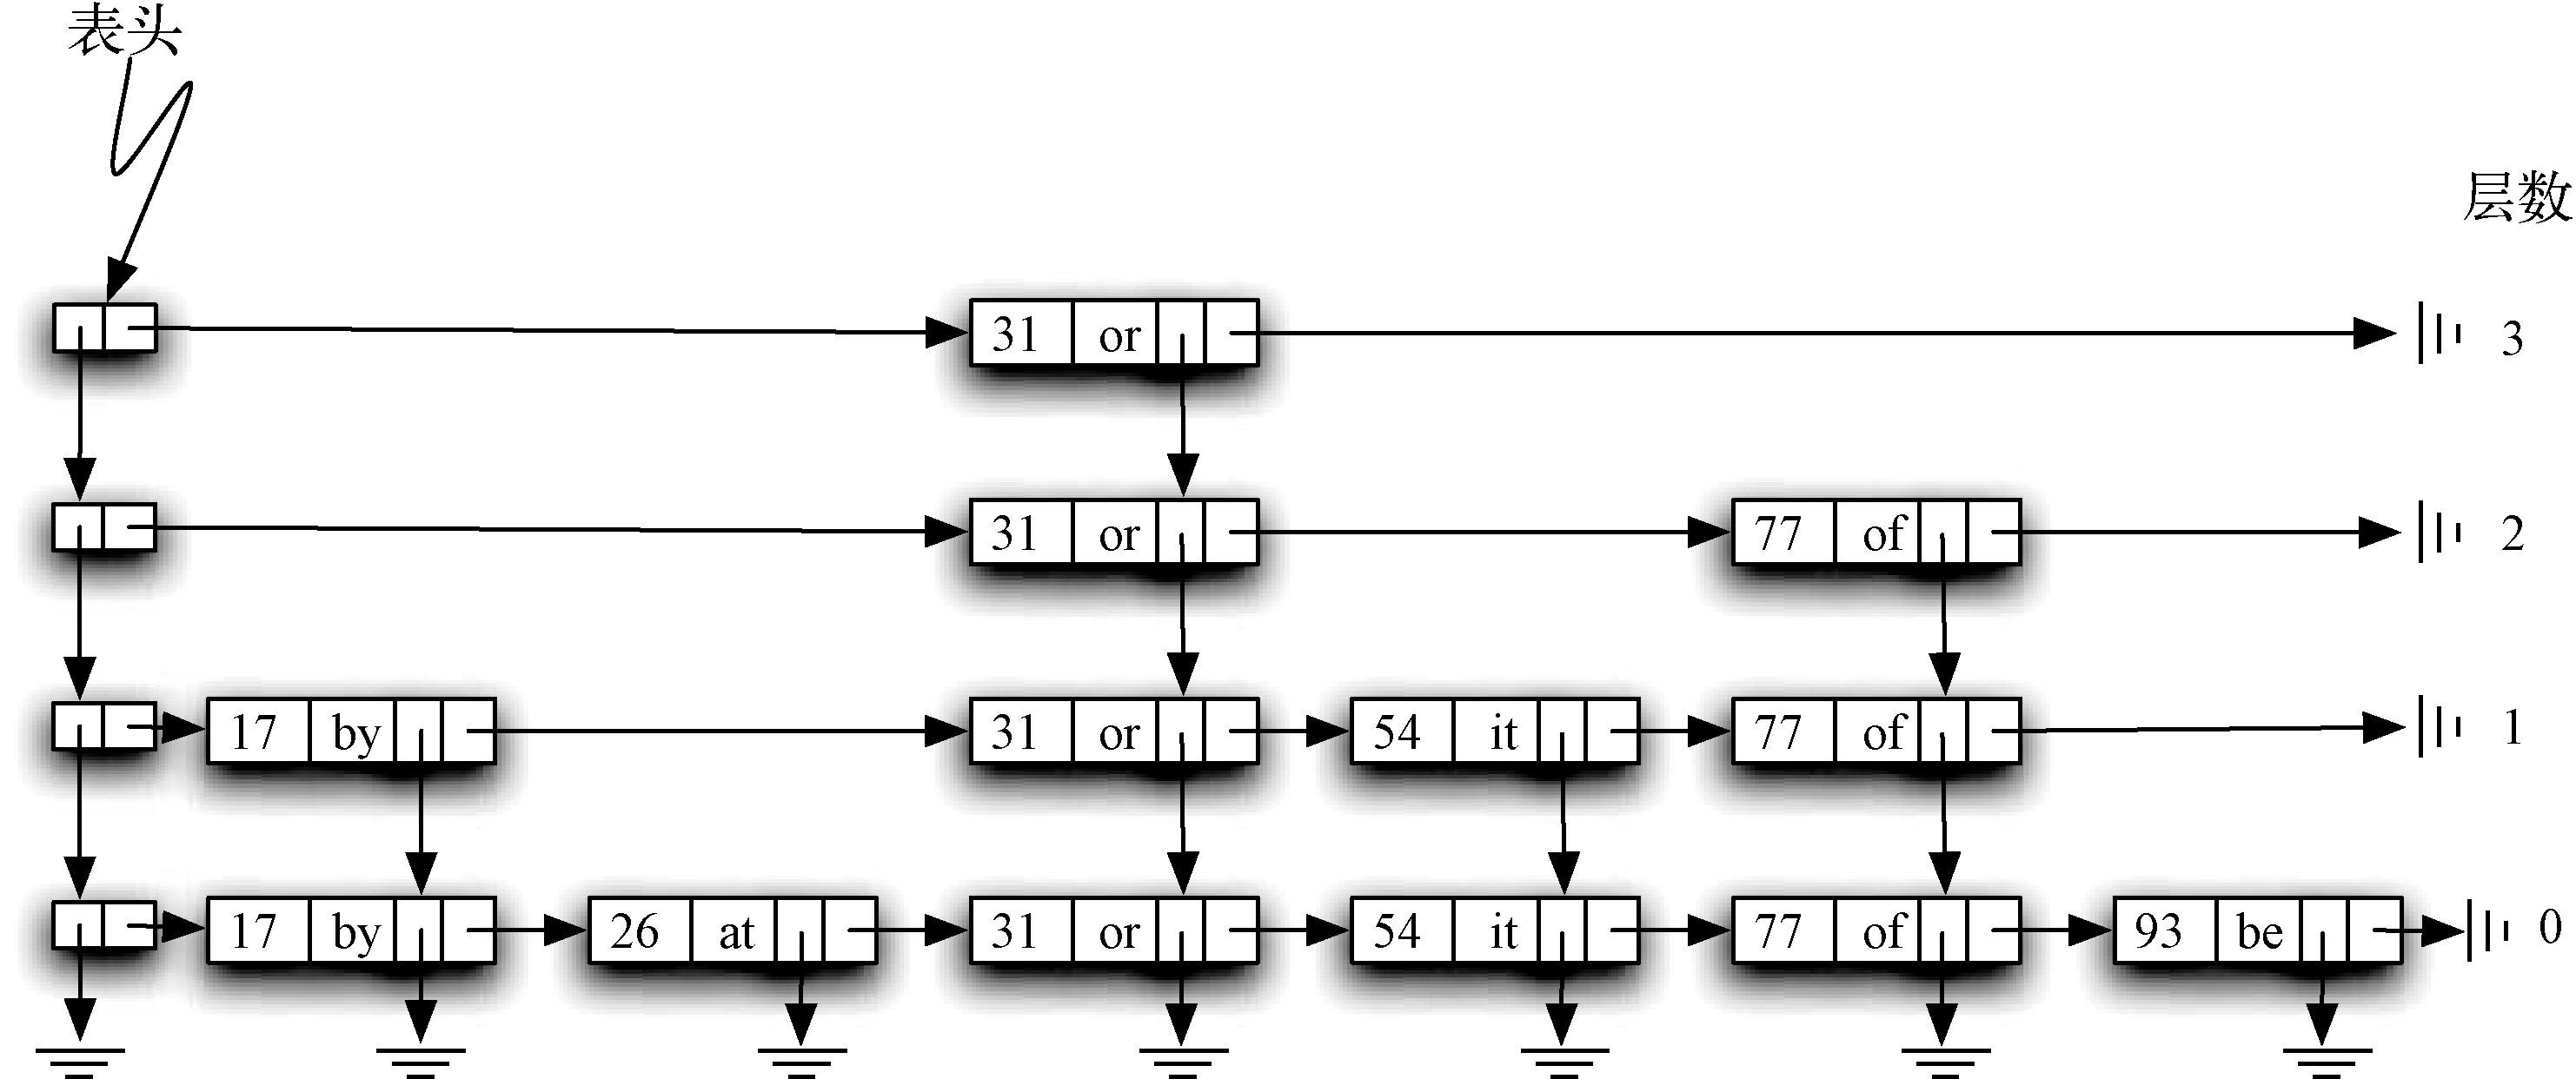 表头
层数
31 or 3
31 or 77 of 2
17 by 31 or 54 it 77 of 1
17 by 26 at 31 or 54 it 77 of 93 be 0